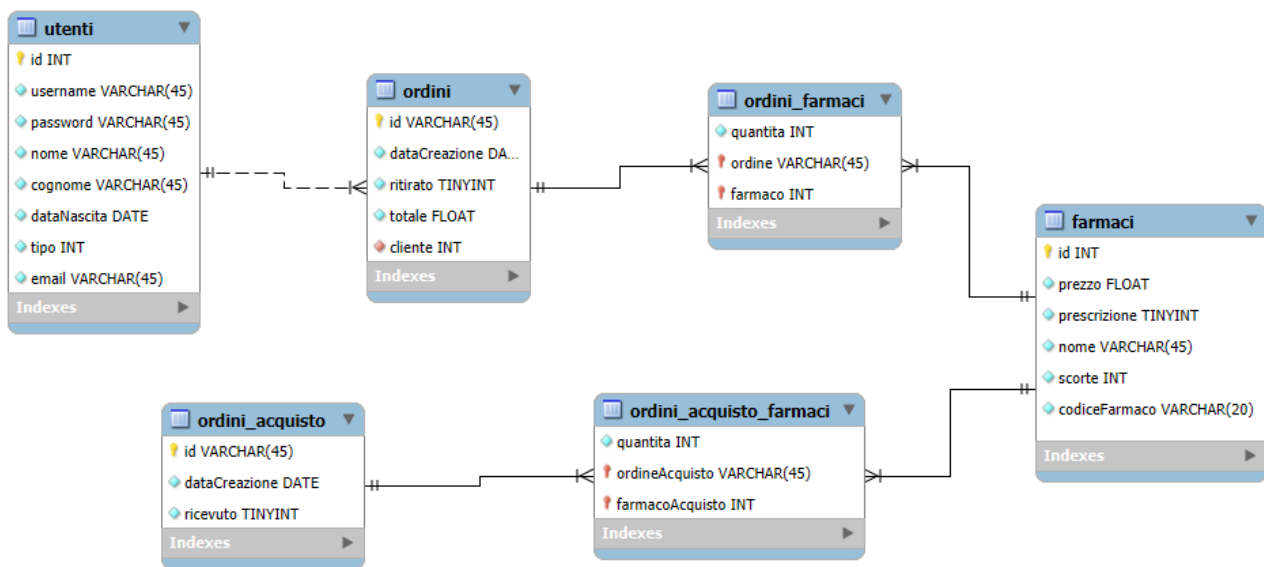 utenti
id INT
username VARCHAR(45)
password VARCHAR(45)
nome VARCHAR(45)
cognome VARCHAR(45)
dataNascita DATE
tipo INT
email VARCHAR(45)
Indexes
ordini
id VARCHAR(45)
dataCreazione DA...
ritirato TINYINT
totale FLOAT
cliente INT
Indexes
ordini_farmaci
quantita INT
ordine VARCHAR(45)
farmaco INT
Indexes
farmaci
id INT
prezzo FLOAT
prescrizione TINYINT
nome VARCHAR(45)
scorte INT
codiceFarmaco VARCHAR(20)
Indexes
ordini_acquisto
id VARCHAR(45)
dataCreazione DATE
ricevuto TINYINT
Indexes
ordini_acquisto_farmaci
quantita INT
ordineAcquisto VARCHAR(45)
farmacoAcquisto INT
Indexes